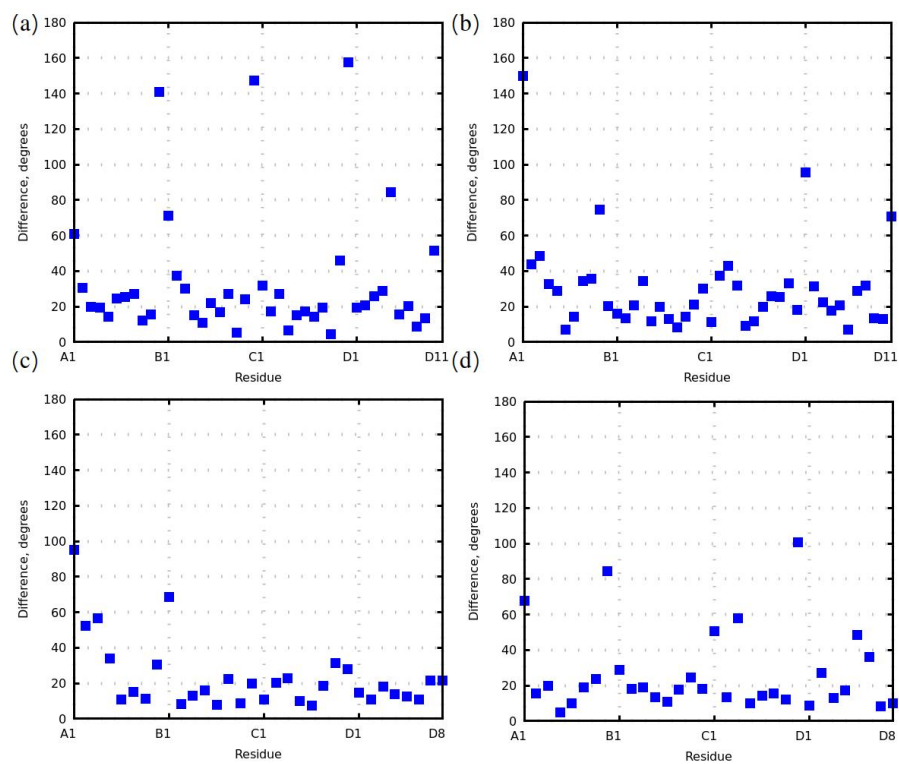 (a)
180
160
140
120
100
80
60
40
20
0
Difference, degrees
A1 B1 C1 D1 D11
Residue
(b)
180
160
140
120
100
80
60
40
20
0
Difference, degrees
A1 B1 C1 D1 D11
Residue
(c)
180
160
140
120
100
80
60
40
20
0
Difference, degrees
A1 B1 C1 D1 D8
Residue
(d)
180
160
140
120
100
80
60
40
20
0
Difference, degrees
A1 B1 C1 D1 D8
Residue